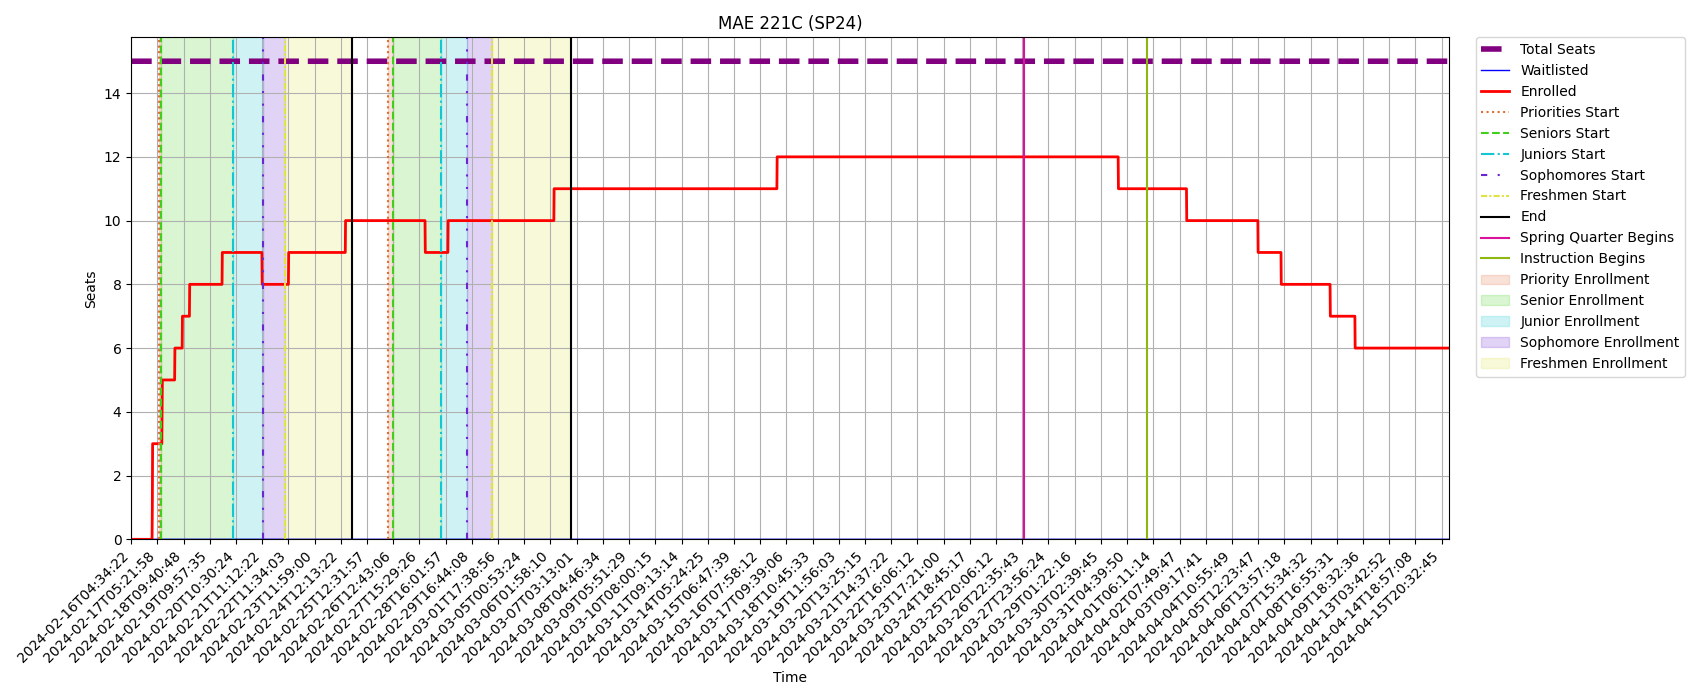 MAE 221C (SP24)
Seats
14
12
10
8
6
4
2
0
2024-02-16T04:34:22
2024-02-17T05:21:58
2024-02-18T09:40:48
2024-02-19T09:57:35
2024-02-20T10:30:24
2024-02-21T11:12:22
2024-02-22T11:34:03
2024-02-23T11:59:00
2024-02-24T12:13:22
2024-02-25T12:31:57
2024-02-26T12:43:06
2024-02-27T15:29:26
2024-02-28T16:01:57
2024-02-29T16:44:08
2024-03-01T17:38:56
2024-03-05T00:53:24
2024-03-06T01:58:10
2024-03-07T03:13:01
2024-03-08T04:46:34
2024-03-09T05:51:29
2024-03-10T08:00:15
2024-03-11T09:13:14
2024-03-14T05:24:25
2024-03-15T06:47:39
2024-03-16T07:58:12
2024-03-17T09:39:06
2024-03-18T10:45:33
2024-03-19T11:56:03
2024-03-20T13:25:15
2024-03-21T14:37:22
2024-03-22T16:06:12
2024-03-23T17:21:00
2024-03-24T18:45:17
2024-03-25T20:06:12
2024-03-26T22:35:43
2024-03-27T23:56:24
2024-03-29T01:22:16
2024-03-30T02:39:45
2024-03-31T04:39:50
2024-04-01T06:11:14
2024-04-02T07:49:47
2024-04-03T09:17:41
2024-04-04T10:55:49
2024-04-05T12:23:47
2024-04-06T13:57:18
2024-04-07T15:34:32
2024-04-08T16:55:31
2024-04-09T18:32:36
2024-04-13T03:42:52
2024-04-14T18:57:08
2024-04-15T20:32:45
Time
Total Seats
Waitlisted
Enrolled
Priorities Start
Seniors Start
Juniors Start
Sophomores Start
Freshmen Start
End
Spring Quarter Begins
Instruction Begins
Priority Enrollment
Senior Enrollment
Junior Enrollment
Sophomore Enrollment
Freshmen Enrollment